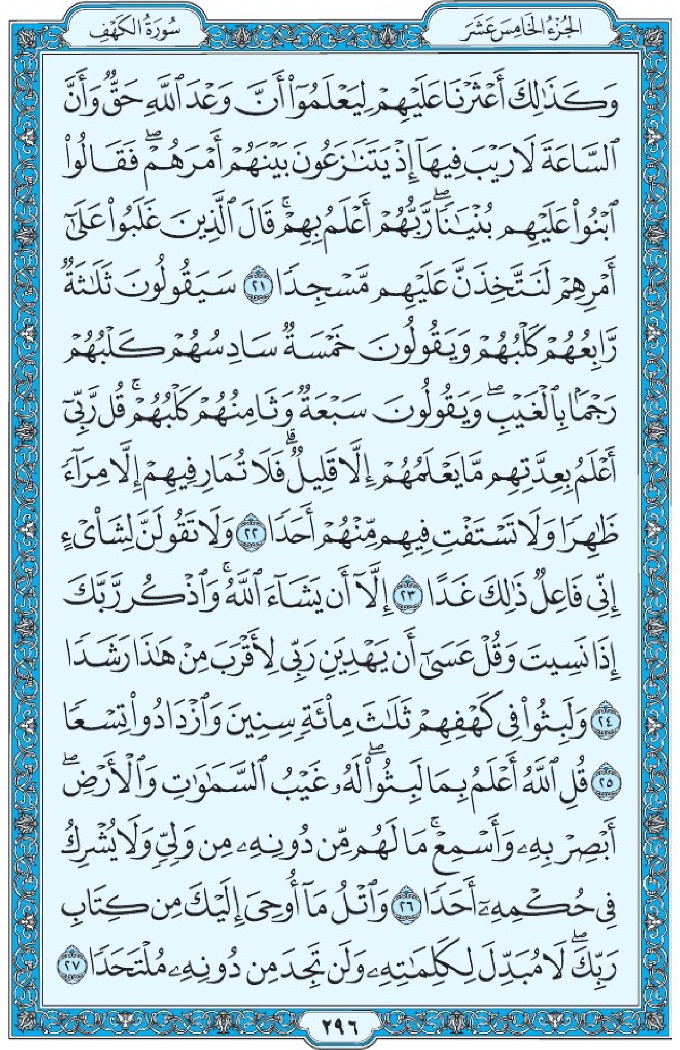 الجزء الخامس عشر
سورة الكهف
وَكَذَٰلِكَ أَعْثَرْنَا عَلَيْهِمْ لِيَعْلَمُوٓا۟ أَنَّ وَعْدَ ٱللَّهِ حَقٌّ وَأَنَّ
ٱلسَّاعَةَ لَا رَيْبَ فِيهَآ إِذْ يَتَنَـٰزَعُونَ بَيْنَهُمْ أَمْرَهُمْ ۖ فَقَالُوا۟
ٱبْنُوا۟ عَلَيْهِم بُنْيَـٰنًا ۖ رَّبُّهُمْ أَعْلَمُ بِهِمْ ۚ قَالَ ٱلَّذِينَ غَلَبُوا۟ عَلَىٰٓ
أَمْرِهِمْ لَنَتَّخِذَنَّ عَلَيْهِم مَّسْجِدًا ٢١ سَيَقُولُونَ ثَلَـٰثَةٌ
رَّابِعُهُمْ كَلْبُهُمْ وَيَقُولُونَ خَمْسَةٌ سَادِسُهُمْ كَلْبُهُمْ
رَجْمًۢا بِٱلْغَيْبِ ۖ وَيَقُولُونَ سَبْعَةٌ وَثَامِنُهُمْ كَلْبُهُمْ ۚ قُل رَّبِّىٓ
أَعْلَمُ بِعِدَّتِهِم مَّا يَعْلَمُهُمْ إِلَّا قَلِيلٌ ۗ فَلَا تُمَارِ فِيهِمْ إِلَّا مِرَآءً
ظَـٰهِرًا وَلَا تَسْتَفْتِ فِيهِم مِّنْهُمْ أَحَدًا ٢٢ وَلَا تَقُولَنَّ لِشَا۟ىْءٍ
إِنِّى فَاعِلٌ ذَٰلِكَ غَدًا ٢٣ إِلَّآ أَن يَشَآءَ ٱللَّهُ ۚ وَٱذْكُر رَّبَّكَ
إِذَا نَسِيتَ وَقُلْ عَسَىٰٓ أَن يَهْدِيَنِ رَبِّى لِأَقْرَبَ مِنْ هَـٰذَا رَشَدًا
٢٤ وَلَبِثُوا۟ فِى كَهْفِهِمْ ثَلَـٰثَ مِا۟ئَةٍ سِنِينَ وَٱزْدَادُوا۟ تِسْعًا
٢٥ قُلِ ٱللَّهُ أَعْلَمُ بِمَا لَبِثُوا۟ ۖ لَهُۥ غَيْبُ ٱلسَّمَـٰوَٰتِ وَٱلْأَرْضِ ۖ
أَبْصِرْ بِهِۦ وَأَسْمِعْ ۚ مَا لَهُم مِّن دُونِهِۦ مِن وَلِىٍّ وَلَا يُشْرِكُ
فِى حُكْمِهِۦٓ أَحَدًا ٢٦ وَٱتْلُ مَآ أُوحِىَ إِلَيْكَ مِن كِتَابِ
رَبِّكَ ۖ لَا مُبَدِّلَ لِكَلِمَـٰتِهِۦ وَلَن تَجِدَ مِن دُونِهِۦ مُلْتَحَدًا ٢٧
٢٩٦